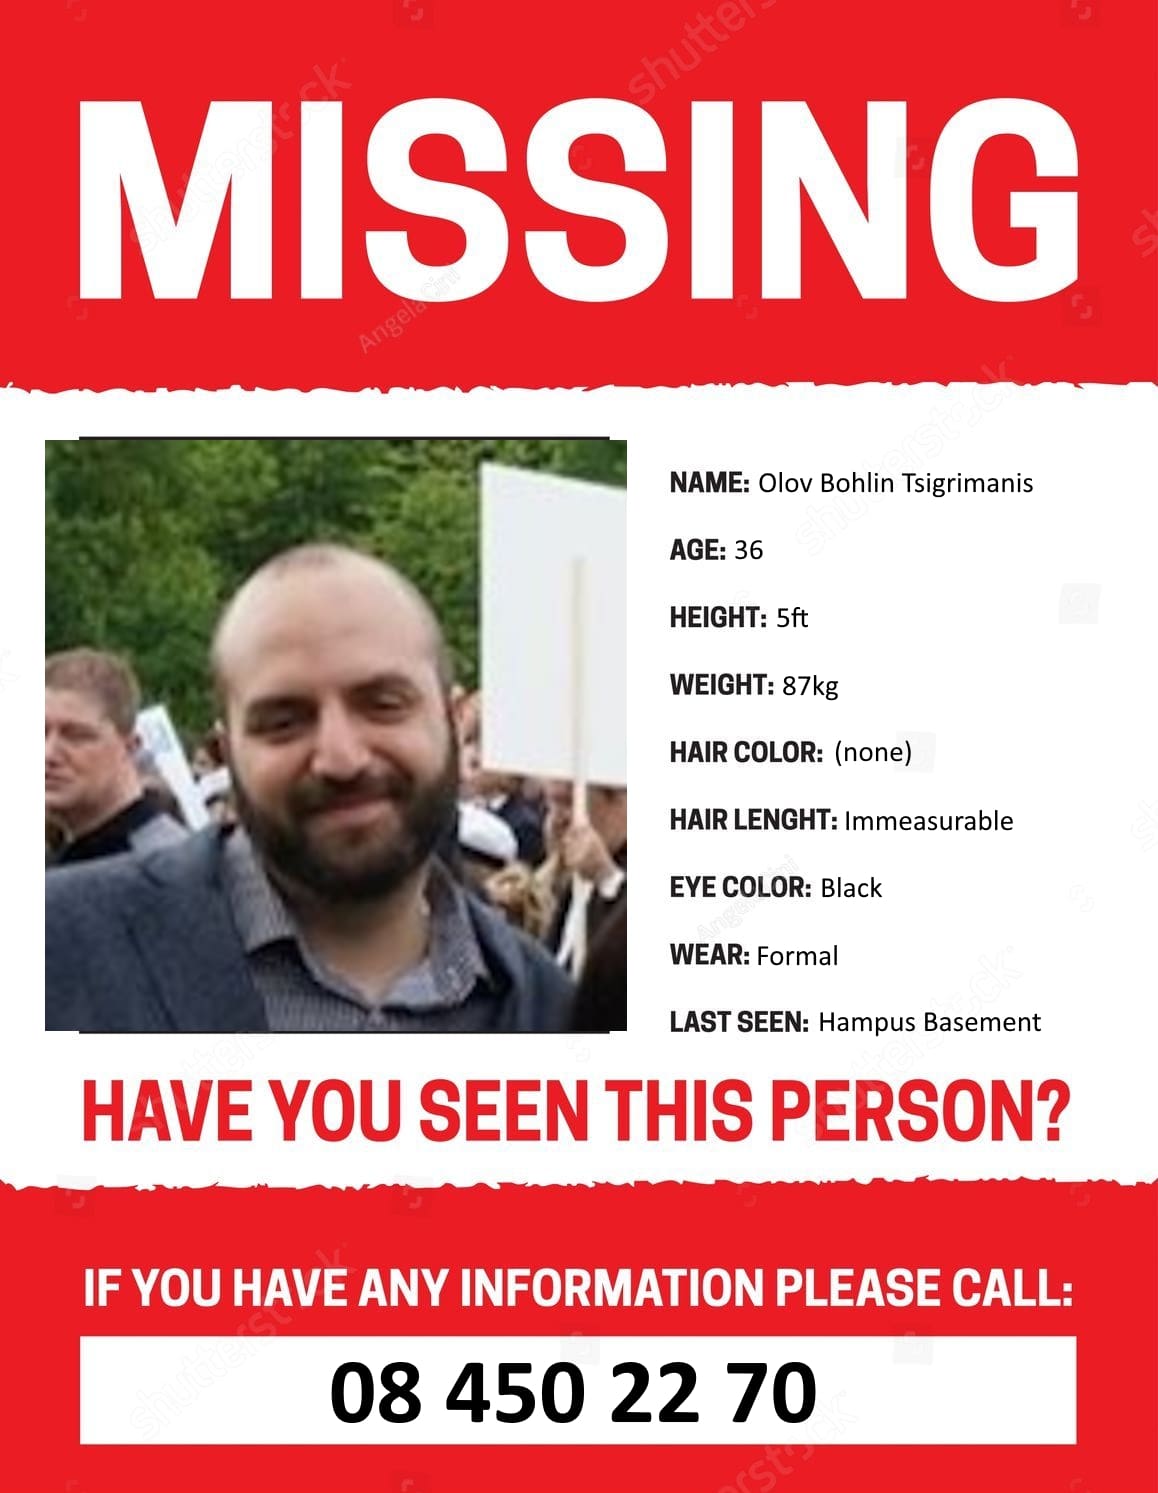 MISSING
NAME: Olov Bohlin Tsigrimanis
AGE: 36
HEIGHT: 5ft
WEIGHT: 87kg
HAIR COLOR: (none)
HAIR LENGHT: Immeasurable
EYE COLOR: Black
WEAR: Formal
LAST SEEN: Hampus Basement
HAVE YOU SEEN THIS PERSON?
IF YOU HAVE ANY INFORMATION PLEASE CALL:
08 450 22 70
shutterstock
AngelaCini